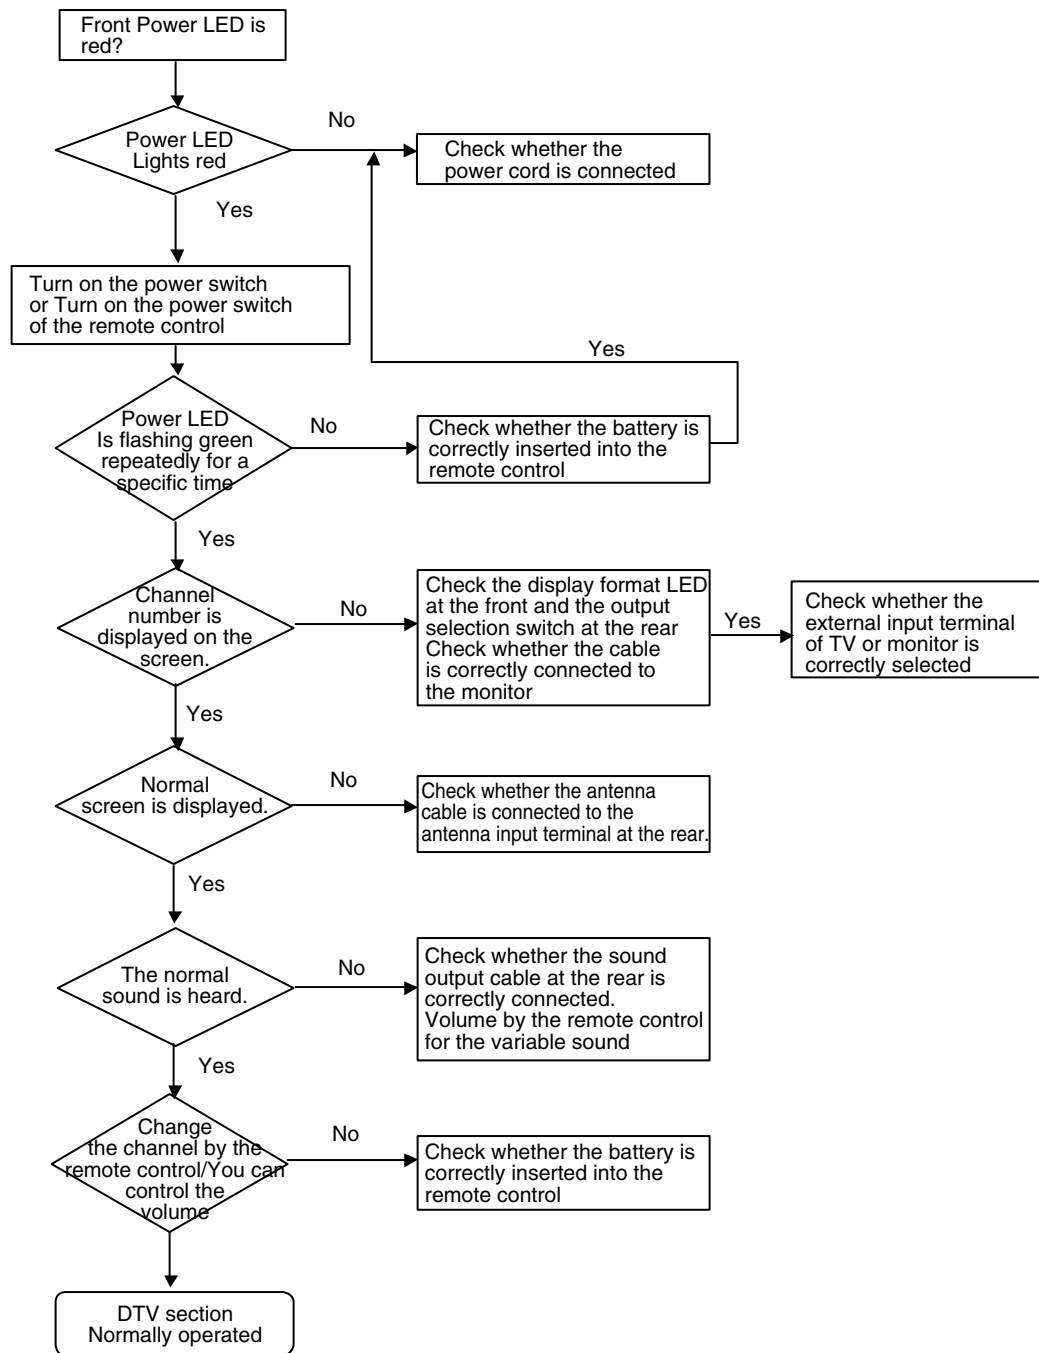 Front Power LED is
red?
Power LED
Lights red
No
Check whether the
power cord is connected
Yes
Turn on the power switch
or Turn on the power switch
of the remote control
Yes
Power LED
Is flashing green
repeatedly for a
specific time
No
Check whether the battery is
correctly inserted into the
remote control
Yes
Channel
number is
displayed on the
screen.
No
Check the display format LED
at the front and the output
selection switch at the rear
Check whether the cable
is correctly connected to
the monitor
Yes
Check whether the
external input terminal
of TV or monitor is
correctly selected
Yes
Normal
screen is displayed.
No
Check whether the antenna
cable is connected to the
antenna input terminal at the rear.
Yes
The normal
sound is heard.
No
Check whether the sound
output cable at the rear is
correctly connected.
Volume by the remote control
for the variable sound
Yes
Change
the channel by the
remote control/You can
control the
volume
No
Check whether the battery is
correctly inserted into the
remote control
DTV section
Normally operated